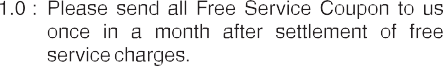 1.0 : Please send all Free Service Coupon to us
once in a month after settlement of free
service charges.